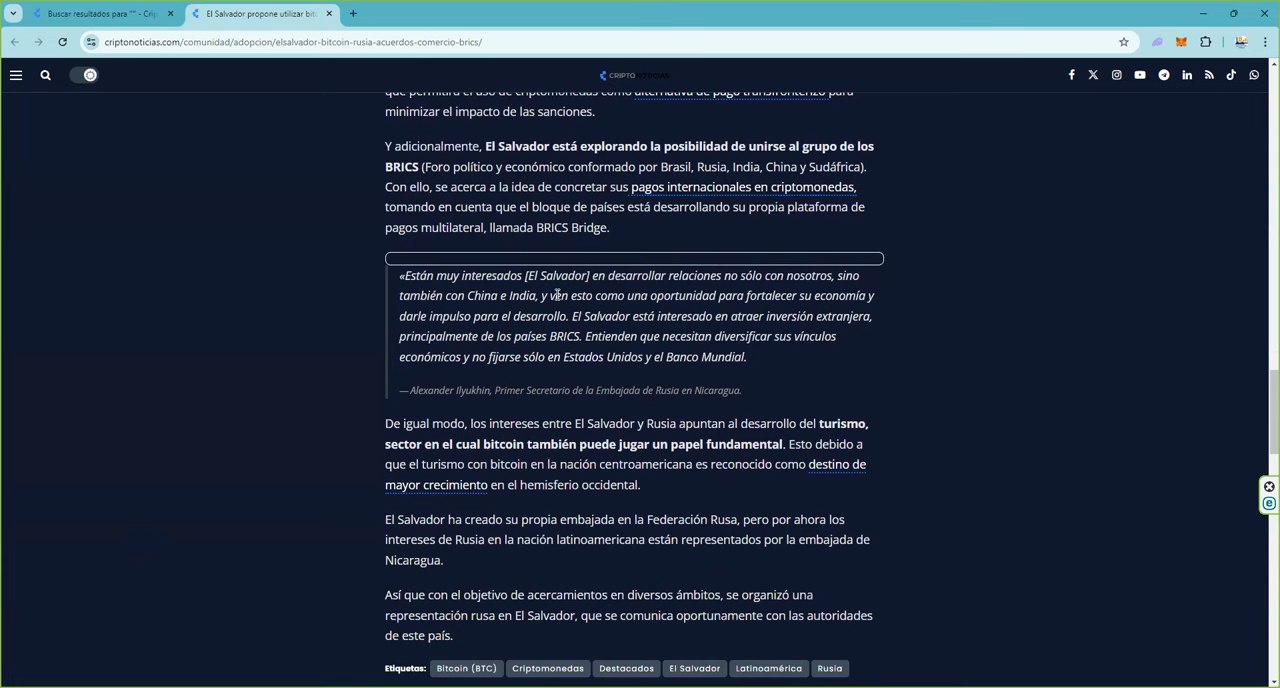 Buscar resultados para "" - Crip
El Salvador propone utilizar bit
criptonoticias.com/comunidad/adopcion/elsalvador-bitcoin-rusia-acuerdos-comercio-brics/
CRIPTONOTICIAS
que permitirá el uso de criptomonedas como alternativa de pago transfronterizo para
minimizar el impacto de las sanciones.
Y adicionalmente, El Salvador está explorando la posibilidad de unirse al grupo de los
BRICS (Foro político y económico conformado por Brasil, Rusia, India, China y Sudáfrica).
Con ello, se acerca a la idea de concretar sus pagos internacionales en criptomonedas,
tomando en cuenta que el bloque de países está desarrollando su propia plataforma de
pagos multilateral, llamada BRICS Bridge.
«Están muy interesados [El Salvador] en desarrollar relaciones no sólo con nosotros, sino
también con China e India, y ven esto como una oportunidad para fortalecer su economía y
darle impulso para el desarrollo. El Salvador está interesado en atraer inversión extranjera,
principalmente de los países BRICS. Entienden que necesitan diversificar sus vínculos
económicos y no fijarse sólo en Estados Unidos y el Banco Mundial.
— Alexander Ilyukhin, Primer Secretario de la Embajada de Rusia en Nicaragua.
De igual modo, los intereses entre El Salvador y Rusia apuntan al desarrollo del turismo,
sector en el cual bitcoin también puede jugar un papel fundamental. Esto debido a
que el turismo con bitcoin en la nación centroamericana es reconocido como destino de
mayor crecimiento en el hemisferio occidental.
El Salvador ha creado su propia embajada en la Federación Rusa, pero por ahora los
intereses de Rusia en la nación latinoamericana están representados por la embajada de
Nicaragua.
Así que con el objetivo de acercamientos en diversos ámbitos, se organizó una
representación rusa en El Salvador, que se comunica oportunamente con las autoridades
de este país.
Etiquetas: Bitcoin (BTC) Criptomonedas Destacados El Salvador Latinoamérica Rusia